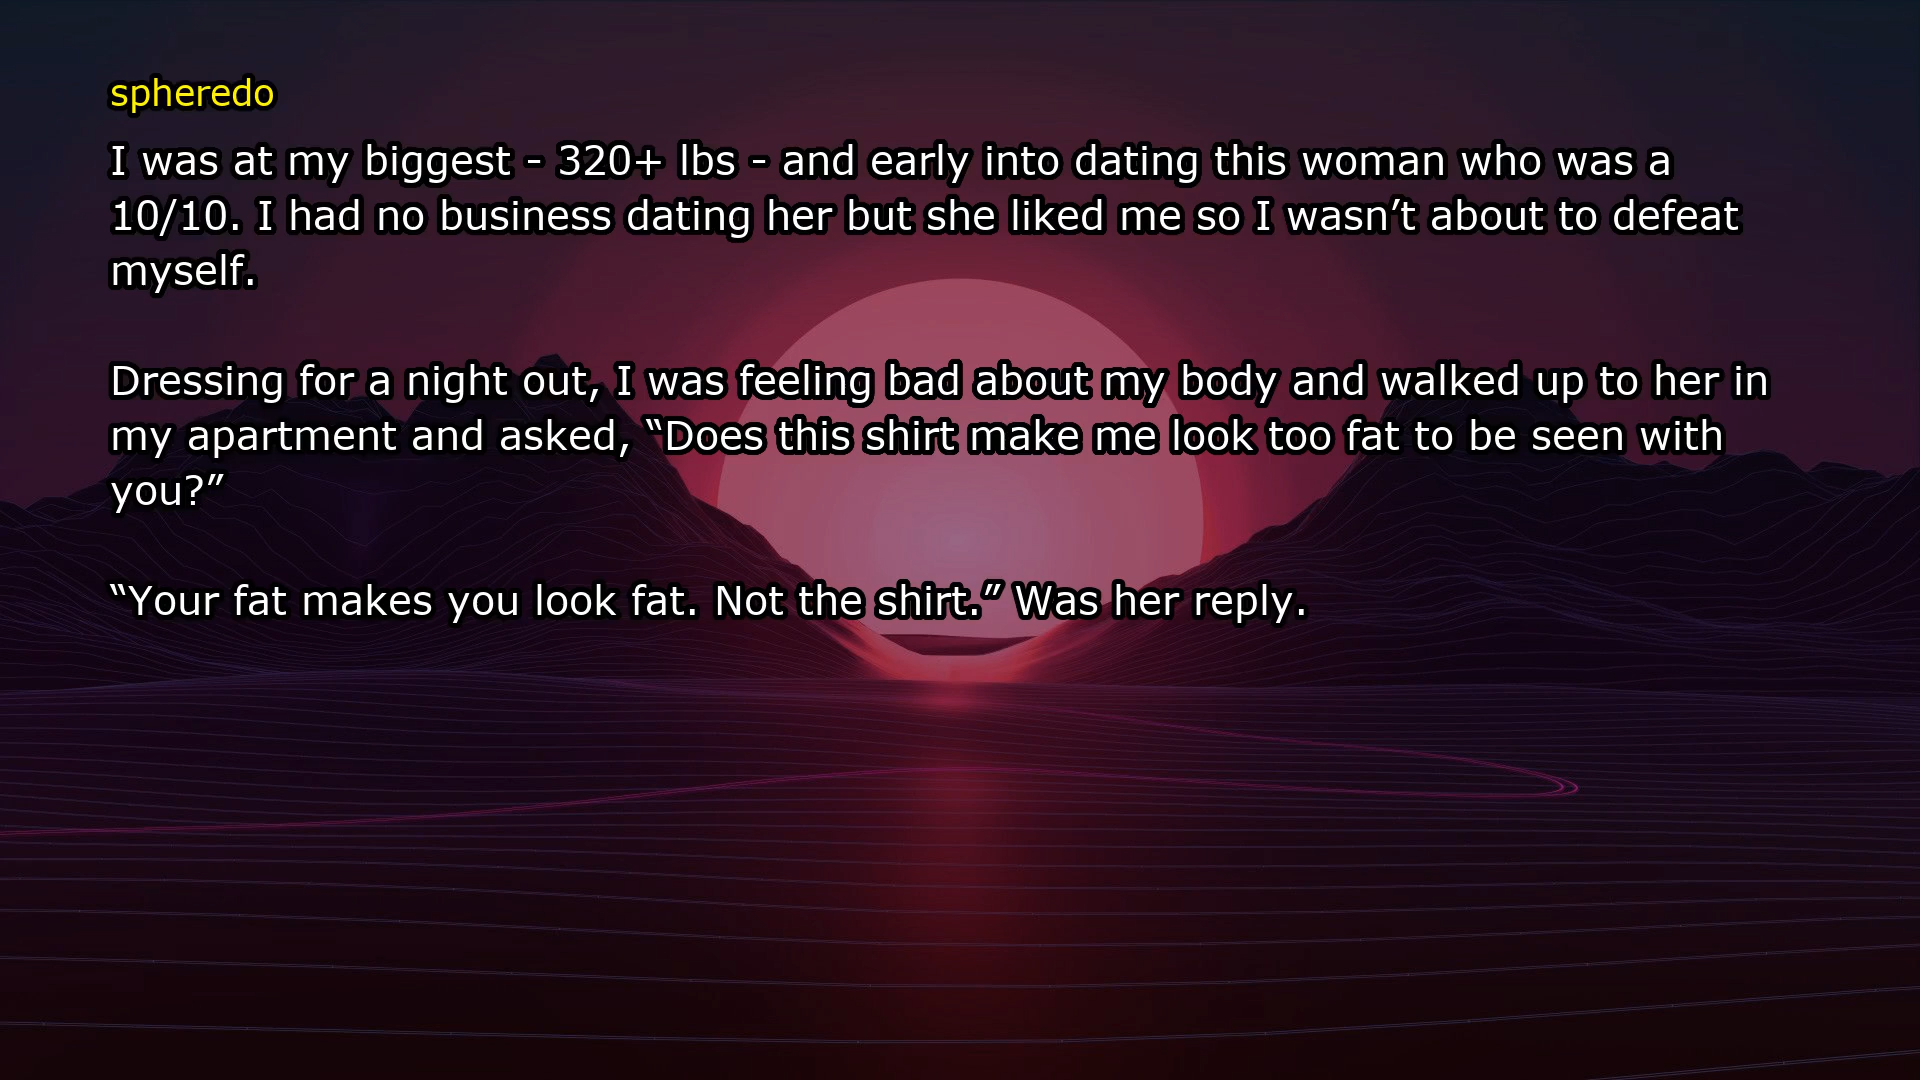 spheredo
I was at my biggest - 320+ lbs - and early into dating this woman who was a
10/10. I had no business dating her but she liked me so I wasn’t about to defeat
myself.
Dressing for a night out, I was feeling bad about my body and walked up to her in
my apartment and asked, “Does this shirt make me look too fat to be seen with
you?”
“Your fat makes you look fat. Not the shirt.” Was her reply.